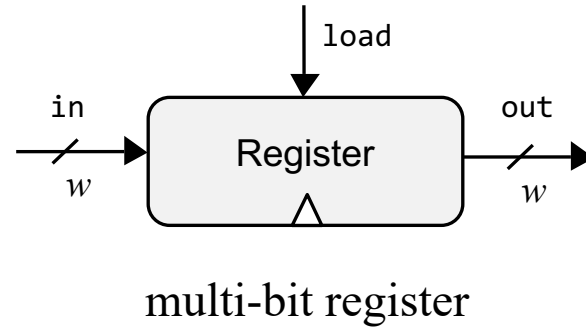 load
in
out
Register
w
w
multi-bit register